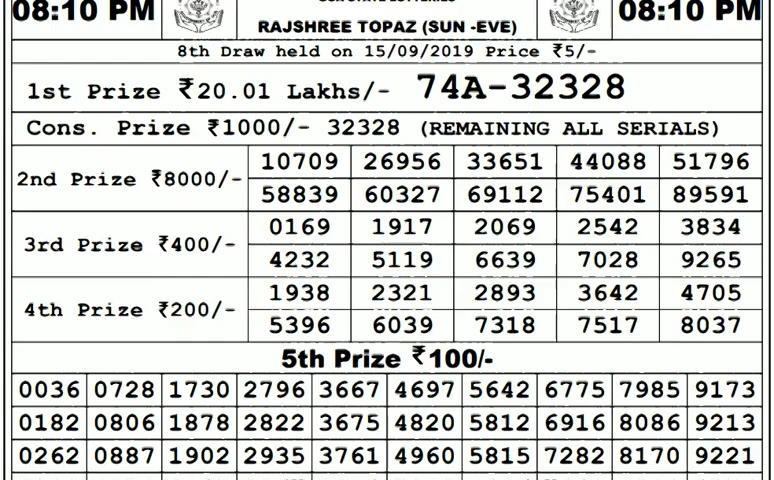 08:10 PM 08:10 PM
RAJSHREE TOPAZ (SUN -EVE)
8th Draw held on 15/09/2019 Price ₹5/-
1st Prize ₹20.01 Lakhs/- 74A-32328
Cons. Prize ₹1000/- 32328 (REMAINING ALL SERIALS)
2nd Prize ₹8000/-
10709 26956 33651 44088 51796
58839 60327 69112 75401 89591
3rd Prize ₹400/-
0169 1917 2069 2542 3834
4232 5119 6639 7028 9265
4th Prize ₹200/-
1938 2321 2893 3642 4705
5396 6039 7318 7517 8037
5th Prize ₹100/-
0036 0728 1730 2796 3667 4697 5642 6775 7985 9173
0182 0806 1878 2822 3675 4820 5812 6916 8086 9213
0262 0887 1902 2935 3761 4960 5815 7282 8170 9221